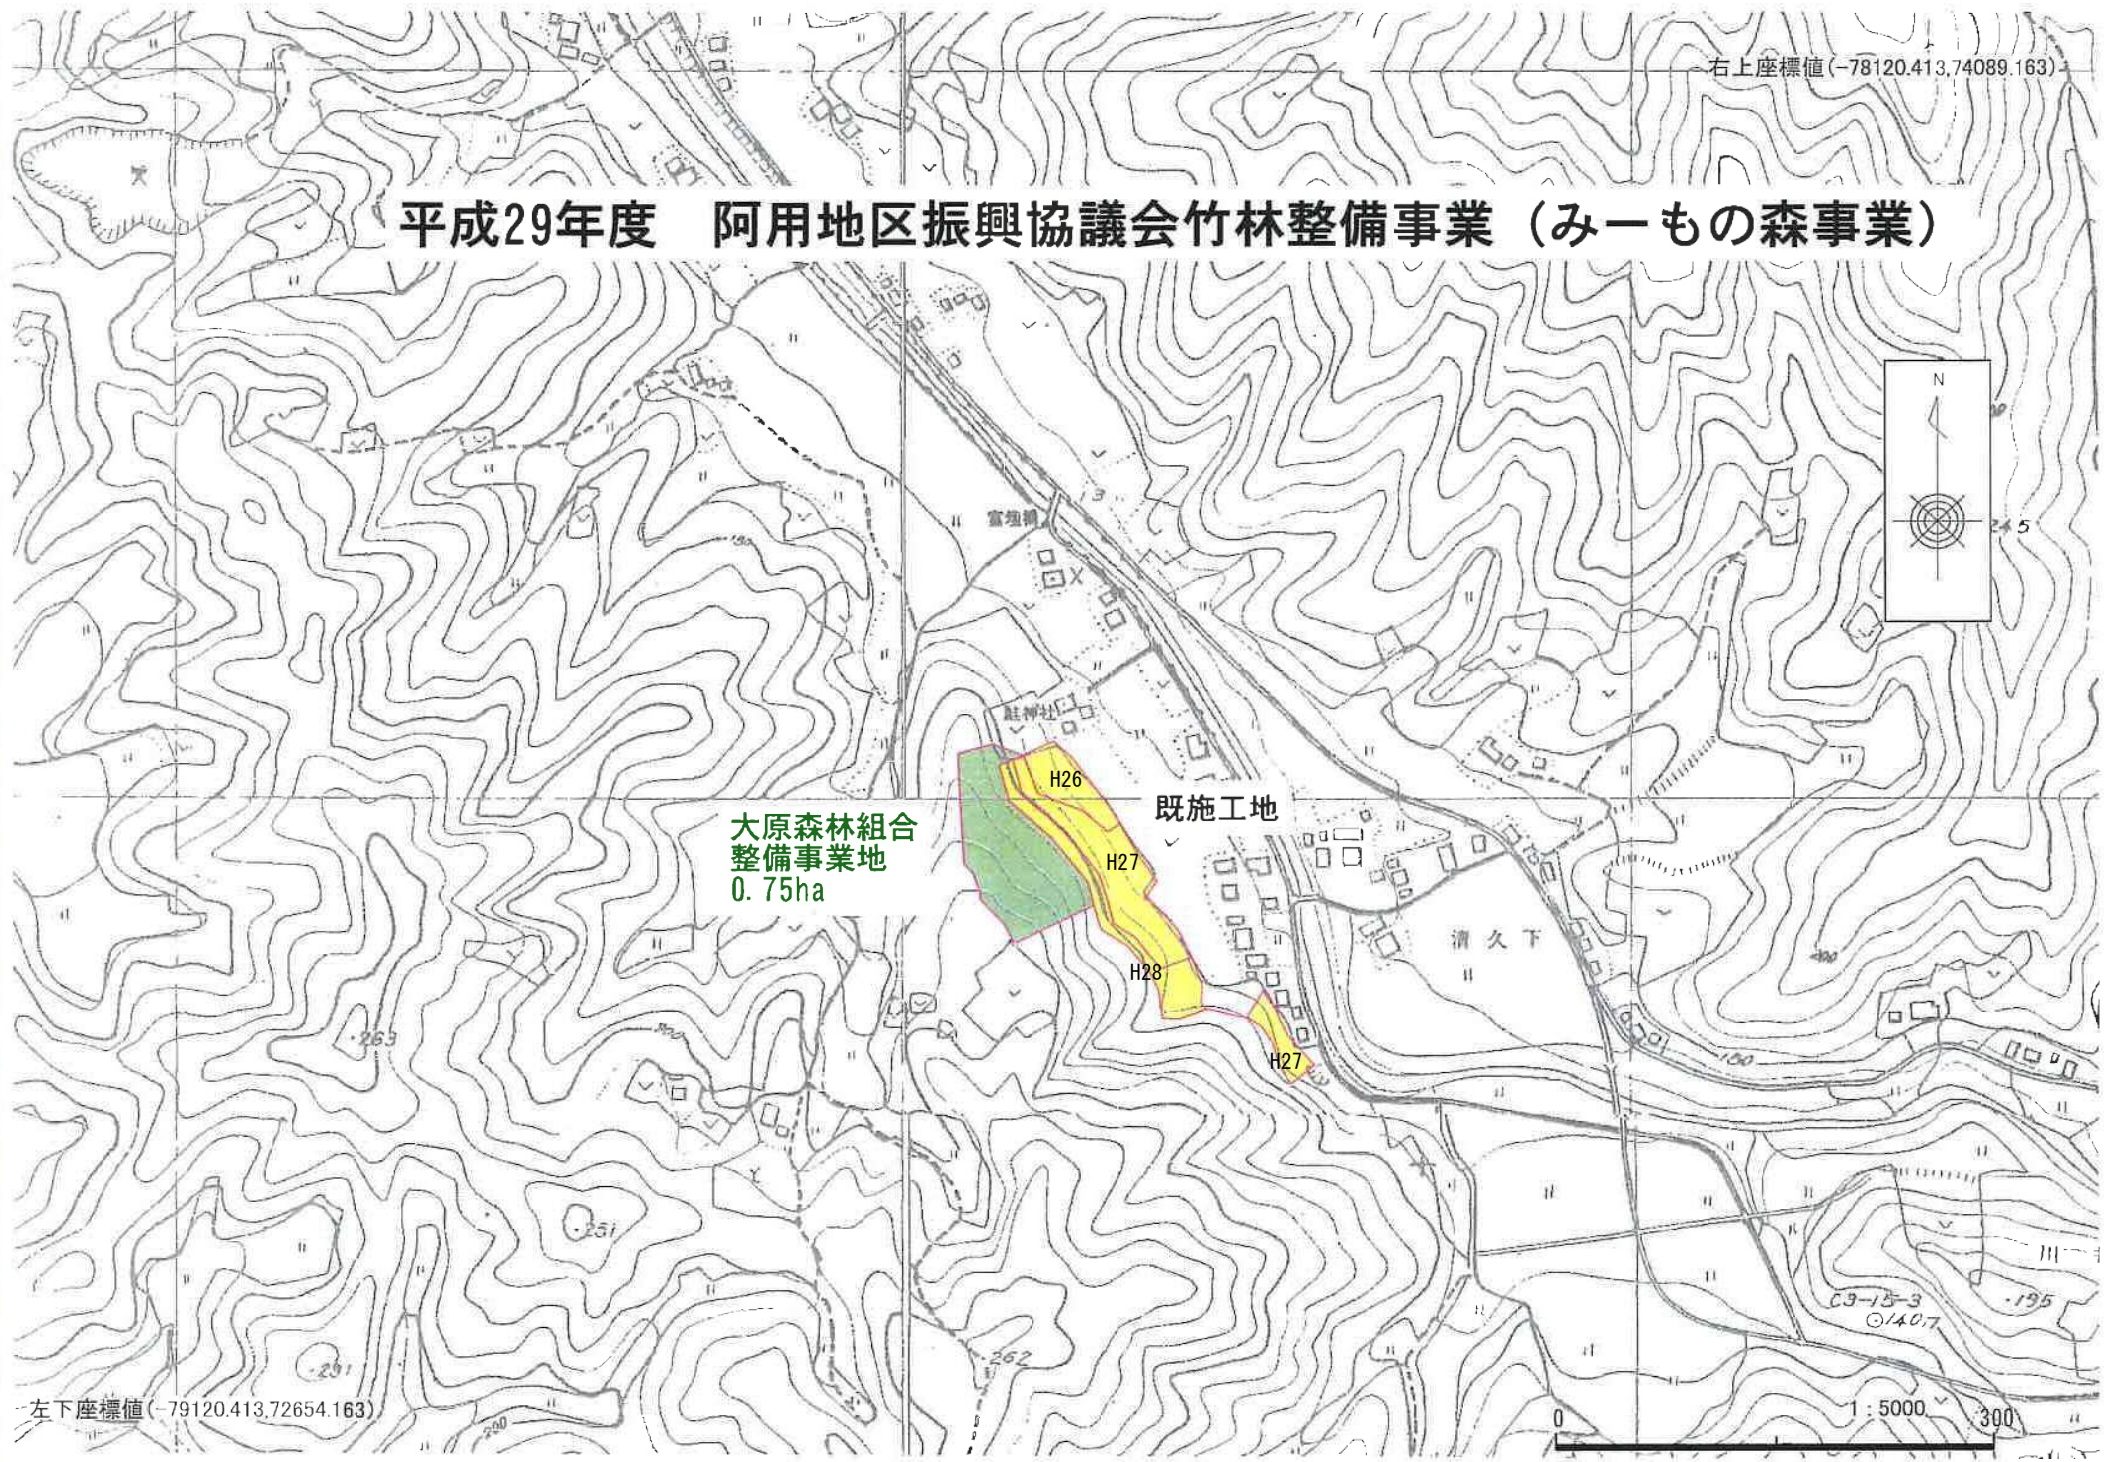 右上座標値(-78120.413,74089.163)
平成29年度 阿用地区振興協議会竹林整備事業（みーもの森事業）
N
245
H26
既施工地
大原森林組合
整備事業地
0.75ha
H27
清久下
H28
200
263
H27
150
251
C3-15-3
140.7
195
262
231
左下座標値(-79120.413,72654.163)
200
1:5000
0
300